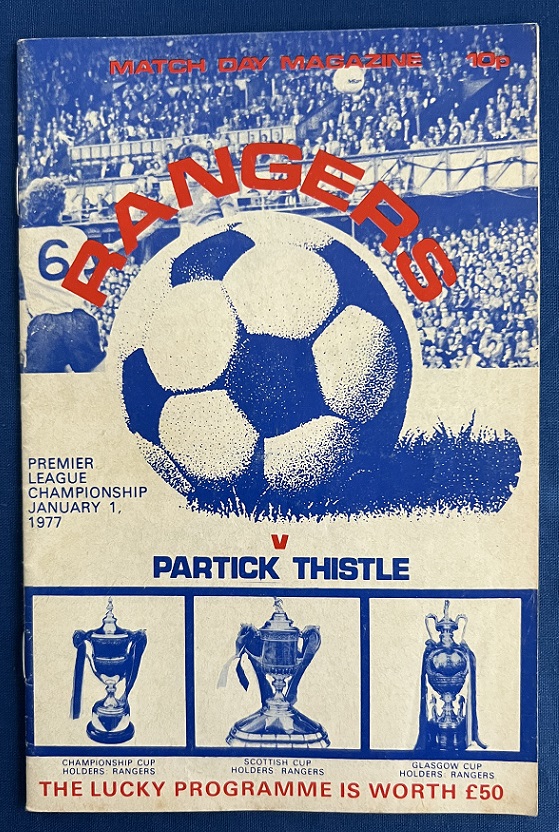 MATCH DAY MAGAZINE 10p
RANGERS
6
PREMIER
LEAGUE
CHAMPIONSHIP
JANUARY 1,
1977
v
PARTICK THISTLE
CHAMPIONSHIP CUP
HOLDERS: RANGERS
SCOTTISH CUP
HOLDERS: RANGERS
GLASGOW CUP
HOLDERS: RANGERS
THE LUCKY PROGRAMME IS WORTH £50